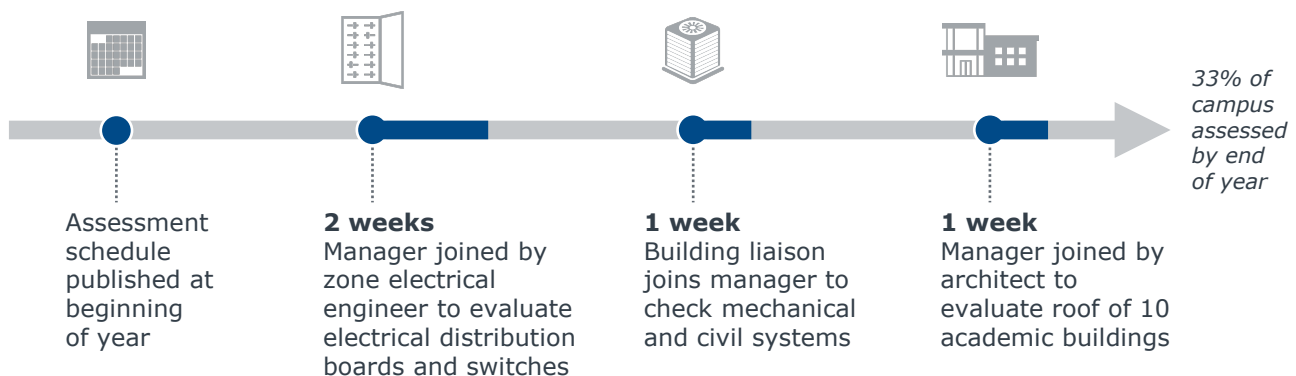 33% of
campus
assessed
by end
of year
Assessment
schedule
published at
beginning
of year
2 weeks
Manager joined by
zone electrical
engineer to evaluate
electrical distribution
boards and switches
1 week
Building liaison
joins manager to
check mechanical
and civil systems
1 week
Manager joined by
architect to
evaluate roof of 10
academic buildings